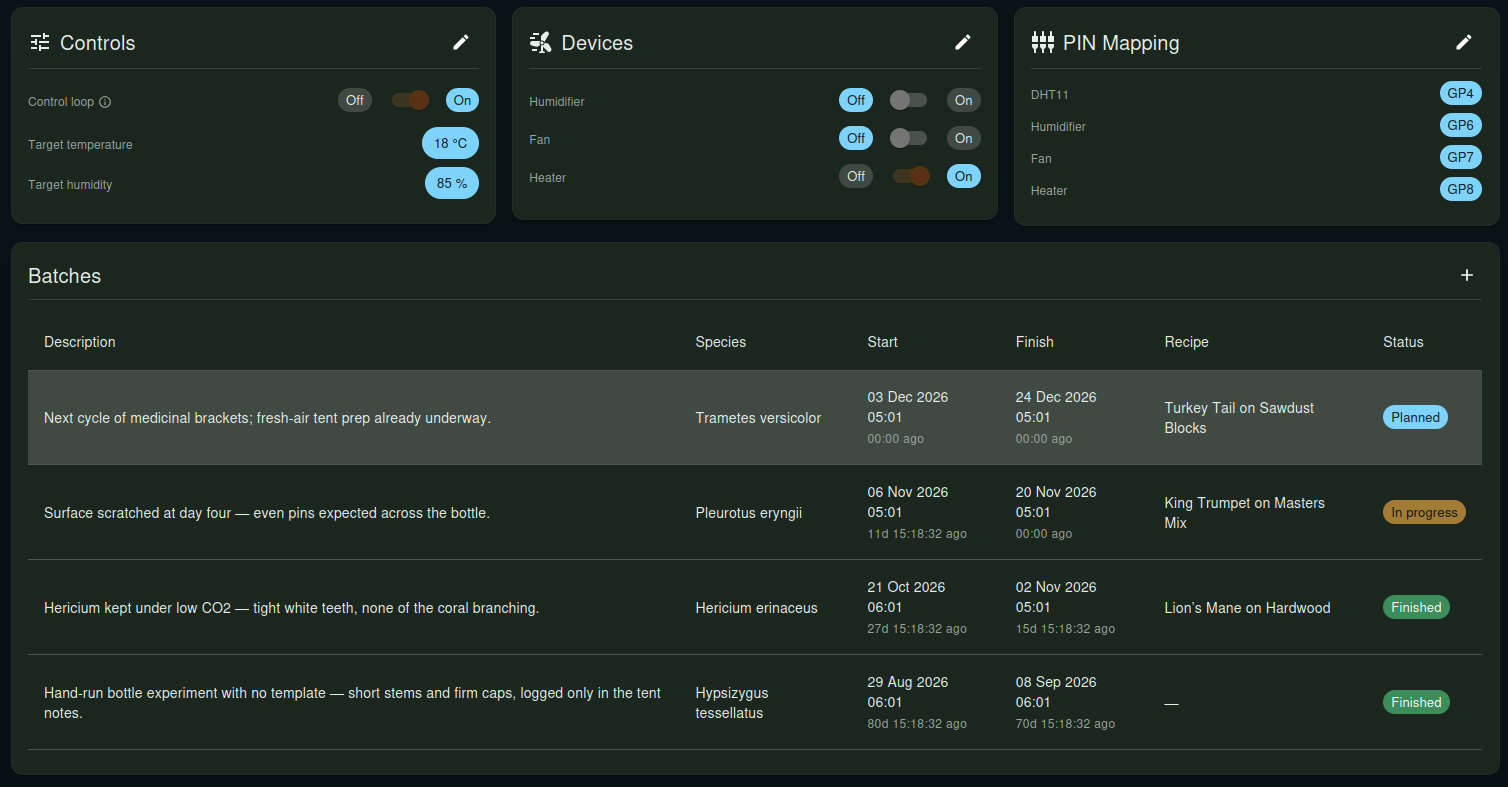 Controls
Control loop Off On
Target temperature 18 °C
Target humidity 85 %
Devices
Humidifier Off On
Fan Off On
Heater Off On
PIN Mapping
DHT11 GP4
Humidifier GP6
Fan GP7
Heater GP8
Batches
Description Species Start Finish Recipe Status
Next cycle of medicinal brackets; fresh-air tent prep already underway.
Trametes versicolor
03 Dec 2026
05:01
00:00 ago
24 Dec 2026
05:01
00:00 ago
Turkey Tail on Sawdust
Blocks
Planned
Surface scratched at day four — even pins expected across the bottle.
Pleurotus eryngii
06 Nov 2026
05:01
11d 15:18:32 ago
20 Nov 2026
05:01
00:00 ago
King Trumpet on Masters
Mix
In progress
Hericium kept under low CO2 — tight white teeth, none of the coral branching.
Hericium erinaceus
21 Oct 2026
06:01
27d 15:18:32 ago
02 Nov 2026
05:01
15d 15:18:32 ago
Lion’s Mane on Hardwood
Finished
Hand-run bottle experiment with no template — short stems and firm caps, logged only in the tent
notes.
Hypsizygus
tessellatus
29 Aug 2026
06:01
80d 15:18:32 ago
08 Sep 2026
06:01
70d 15:18:32 ago
—
Finished